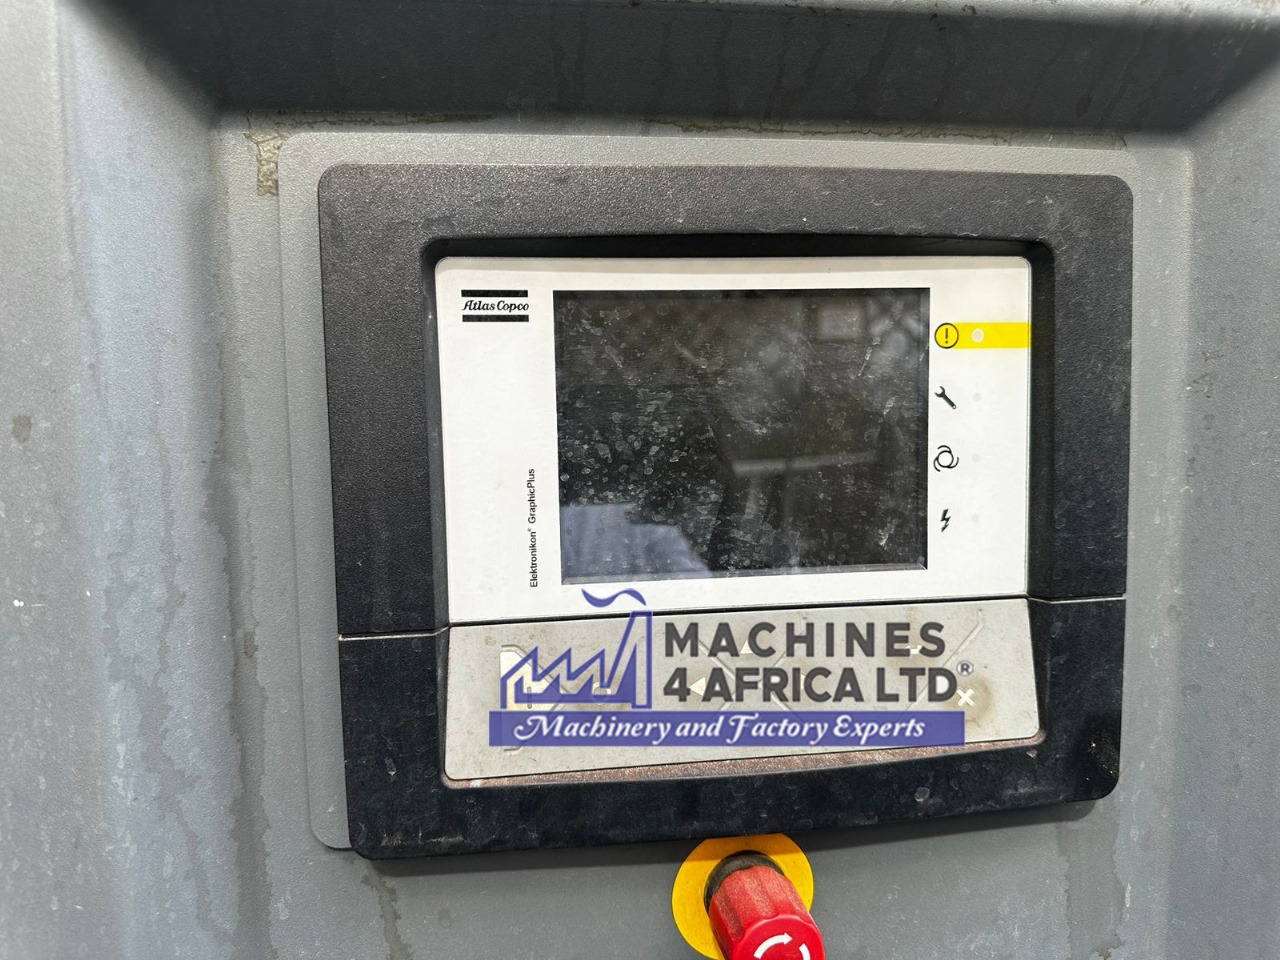 Atlas Copco
Elektronikon® GraphicPlus
MACHINES
4 AFRICA LTD®
Machinery and Factory Experts